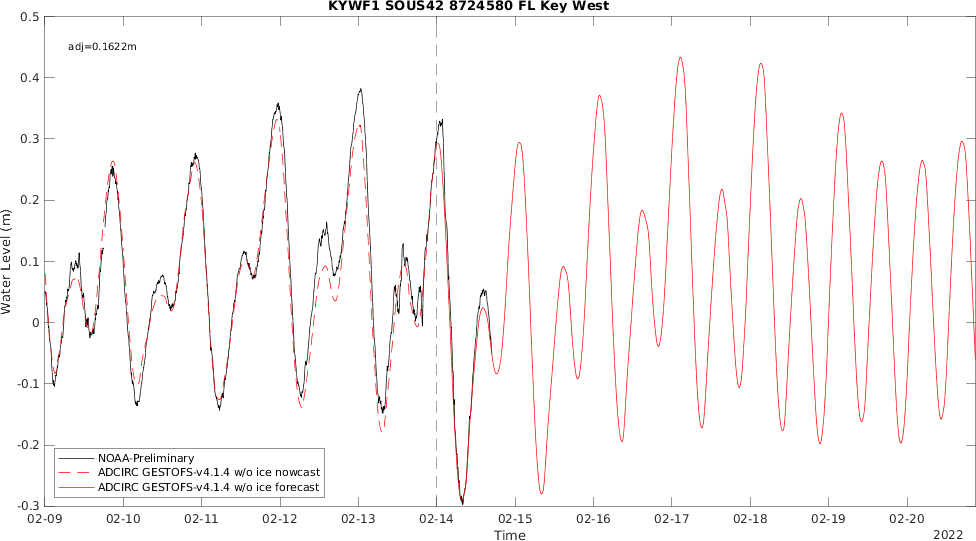 KYWF1 SOUS42 8724580 FL Key West
adj=0.1622m
0.5
0.4
0.3
0.2
0.1
0
-0.1
-0.2
-0.3
Water Level (m)
NOAA-Preliminary
ADCIRC GESTOFS-v4.1.4 w/o ice nowcast
ADCIRC GESTOFS-v4.1.4 w/o ice forecast
02-09 02-10 02-11 02-12 02-13 02-14 02-15 02-16 02-17 02-18 02-19 02-20
Time
2022